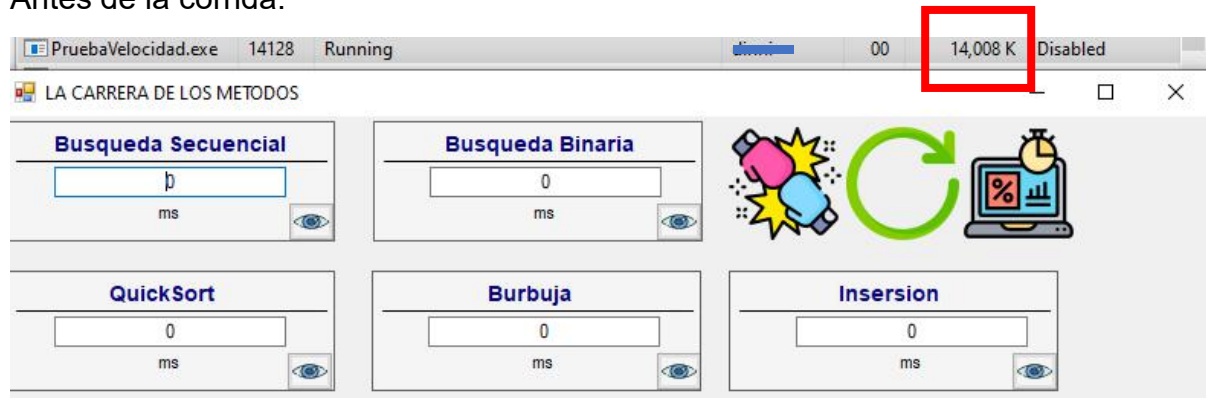 Antes de la corrida:
PruebaVelocidad.exe 14128 Running 00 14,008 K Disabled
LA CARRERA DE LOS METODOS
Busqueda Secuencial Busqueda Binaria
0 0
ms ms
%
QuickSort Burbuja Insersion
0 0 0
ms ms ms